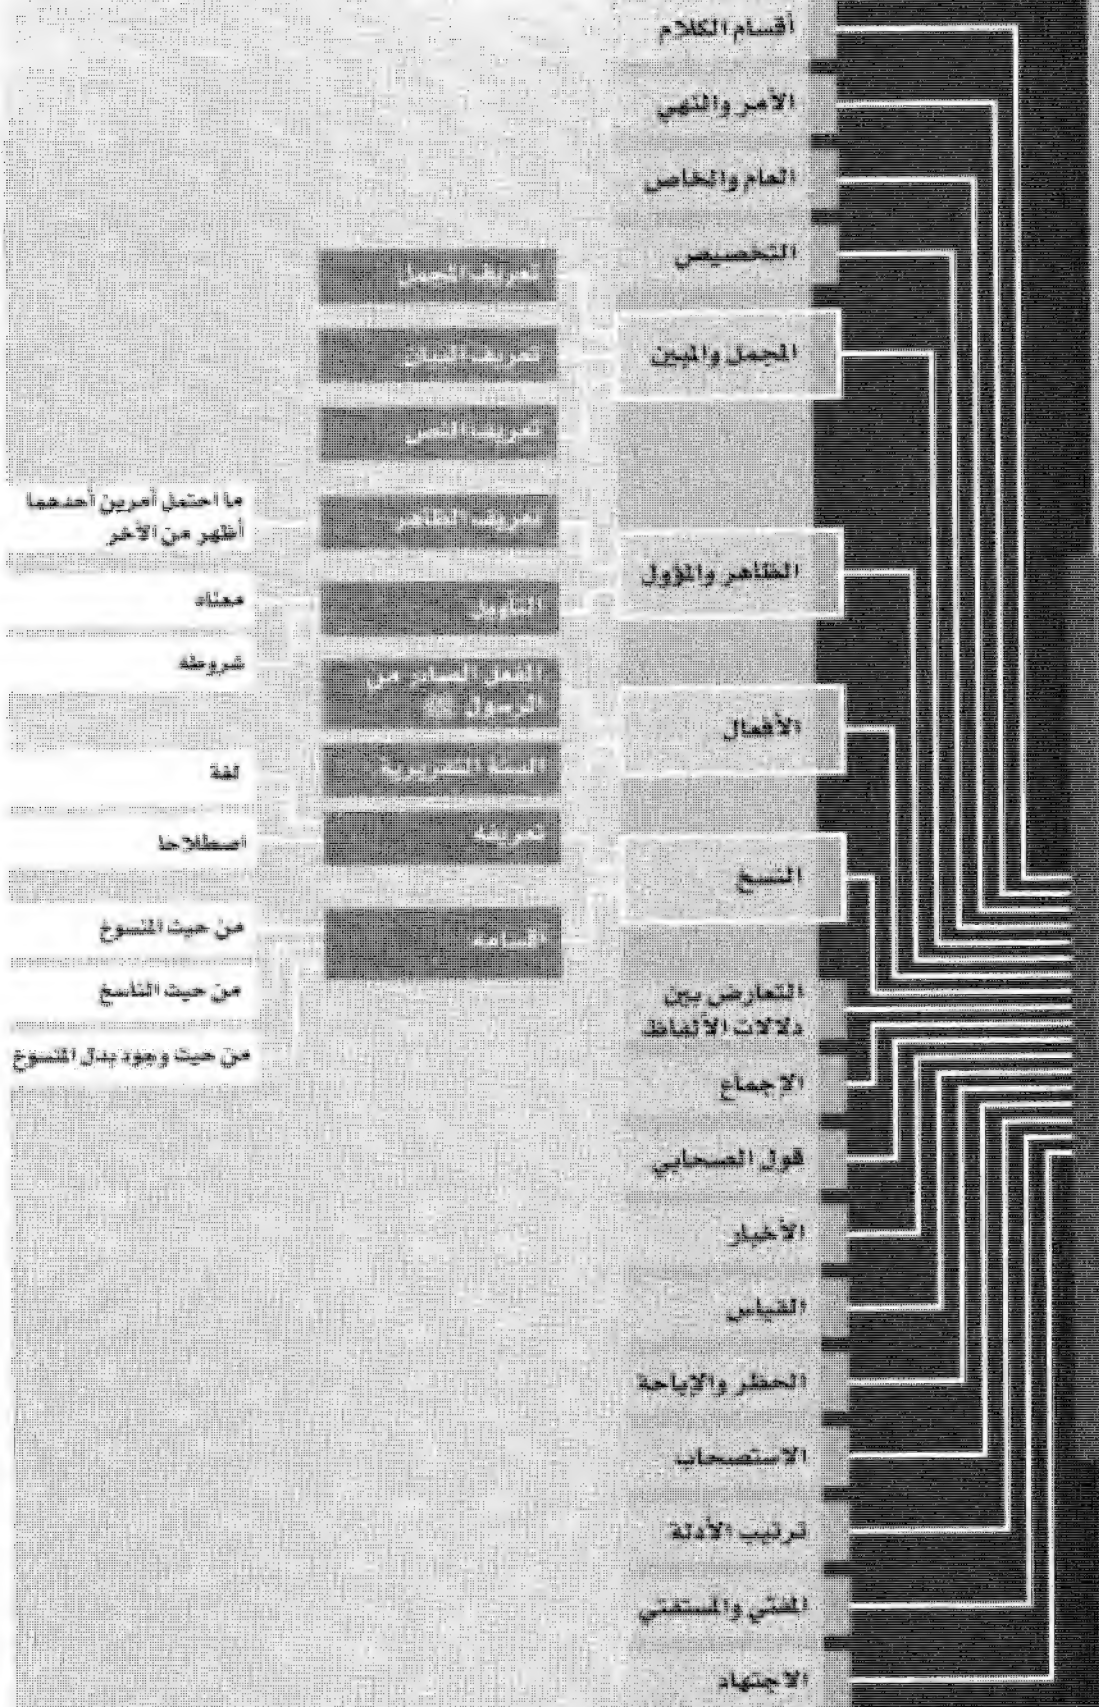 أقسام الكلام
الأمر والنهي
العام والخاص
التخصيص
المجمل والمبين
تعريف المجمل
تعريف البيان
تعريف النص
الظاهر والمؤول
تعريف الظاهر
ما احتمل أمرين أحدهما
أظهر من الآخر
التأويل
معناه
شروطه
الأفعال
الفعل الصادر من
الرسول ﷺ
السنة التقريرية
النسخ
تعريفه
لغة
اصطلاحا
أقسامه
من حيث المنسوخ
من حيث الناسخ
من حيث وجود بدل المنسوخ
التعارض بين
دلالات الألفاظ
الإجماع
قول الصحابي
الأخبار
القياس
الحظر والإباحة
الاستصحاب
ترتيب الأدلة
المفتي والمستفتي
الاجتهاد